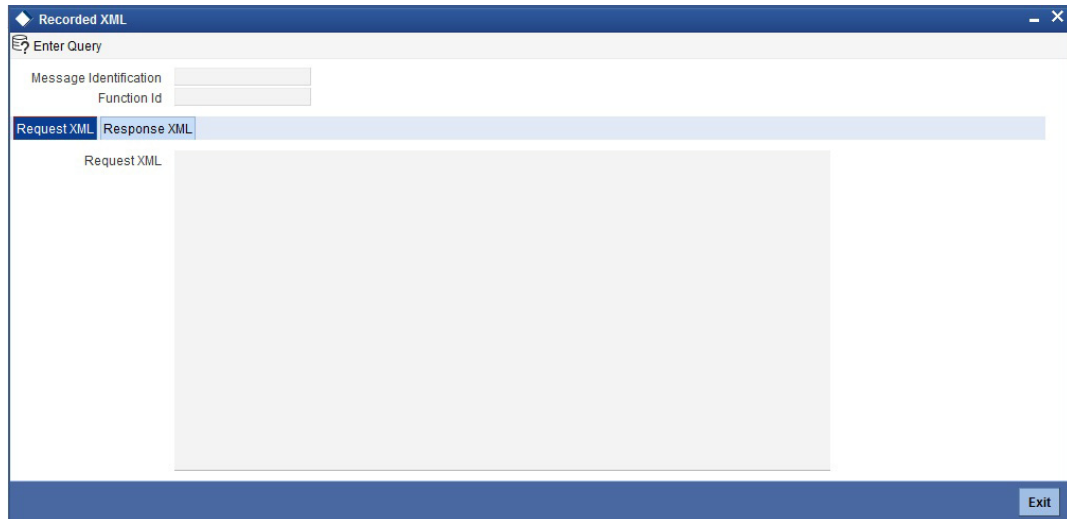 Recorded XML
Enter Query
Message Identification
Function Id
Request XML Response XML
Request XML
Exit